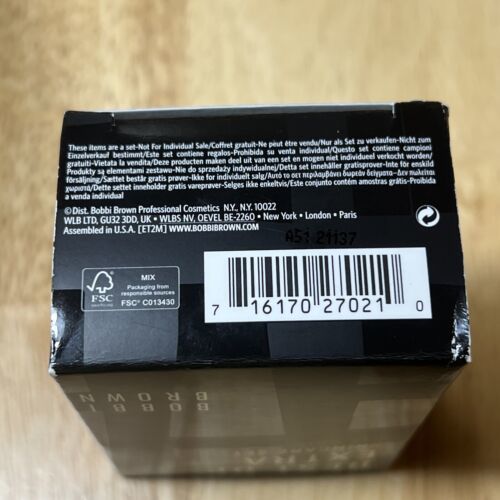 These items are a set-Not For Individual Sale/Coffret gratuit-Ne peut être vendu/Nur als Set zu verkaufen-Nicht zum
Einzelverkauf bestimmt/Este set contiene regalos-Prohibida su venta individual/Questo set contiene campioni
gratuiti-Vietata la vendita/Deze producten maken deel uit van een set en mogen niet individueel verkocht worden/
Produkty są elementami zestawu-Nie do sprzedaży indywidualnej/Detta set innehåller gratisprover-Inte för enskild
försäljning/Sættet består gratis prøver-Ikke for individuelt salg/Αυτό το σετ περιλαμβάνει δωρεάν δείγματα-Δεν πωλείται
χωριστά/Dette settet inneholder gratis vareprøver-Selges ikke enkeltvis/Este conjunto contém amostras grátis-Proibida
a venda individual
©Dist. Bobbi Brown Professional Cosmetics N.Y., N.Y. 10022
WLB LTD, GU32 3DD, UK • WLBS NV, OEVEL BE-2260 • New York • London • Paris
Assembled in U.S.A. [ET2M] WWW.BOBBIBROWN.COM
A51 21137
FSC
MIX
Packaging from
responsible sources
FSC® C013430
7 16170 27021 0
BOBBI
BROWN
EXTRA